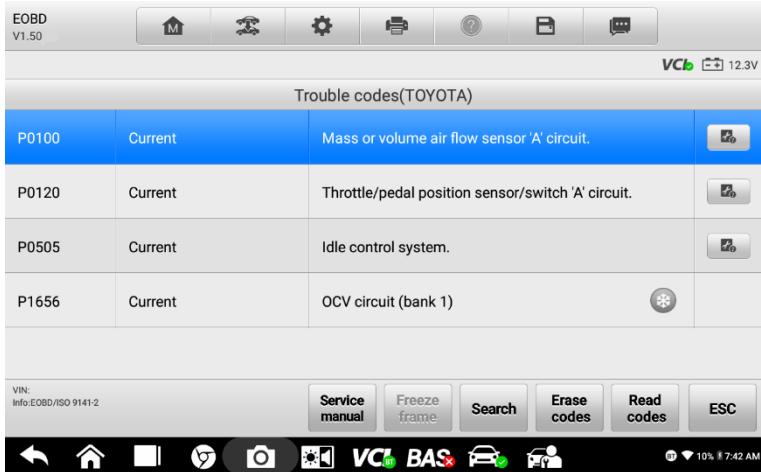 EOBD
V1.50
M
VCI 12.3V
Trouble codes(TOYOTA)
P0100 Current Mass or volume air flow sensor 'A' circuit.
P0120 Current Throttle/pedal position sensor/switch 'A' circuit.
P0505 Current Idle control system.
P1656 Current OCV circuit (bank 1)
VIN:
Info:EOBD/ISO 9141-2
Service manual
Freeze frame
Search
Erase codes
Read codes
ESC
VCI BT BAS 10% 7:42 AM